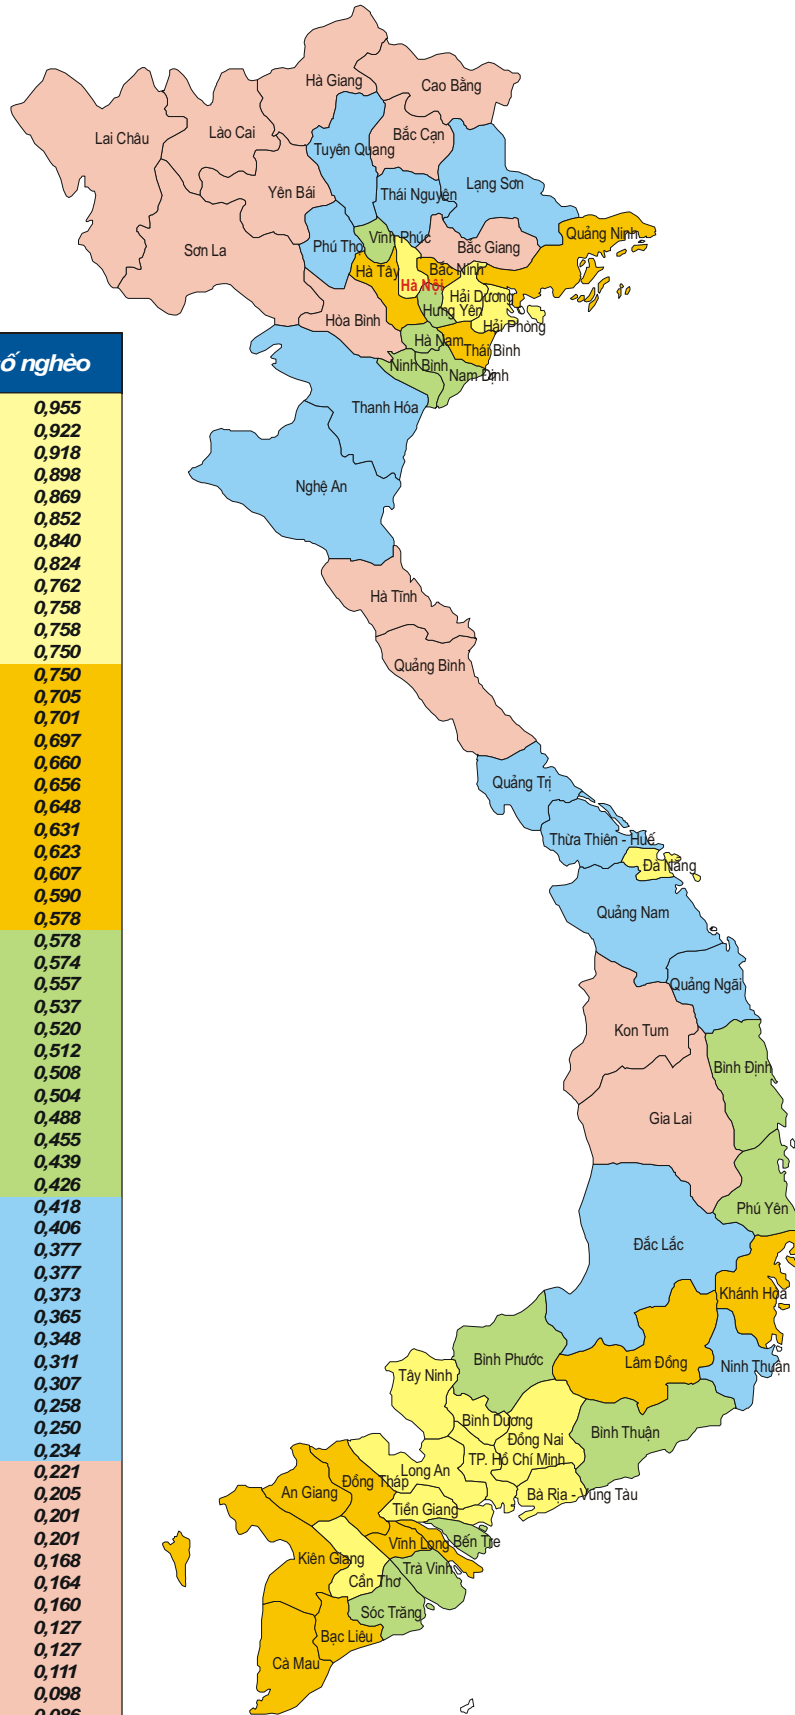 Hà Giang
Cao Bằng
Lai Châu
Lào Cai
Bắc Cạn
Tuyên Quang
Yên Bái
Thái Nguyên
Lạng Sơn
Sơn La
Phú Thọ
Vĩnh Phúc
Bắc Giang
Quảng Ninh
Hà Tây
Bắc Ninh
Hà Nội
Hải Dương
Hưng Yên
Hòa Bình
Hải Phòng
Hà Nam
Thái Bình
Ninh Bình
Nam Định
Thanh Hóa
Nghệ An
Hà Tĩnh
Quảng Bình
Quảng Trị
Thừa Thiên - Huế
Đà Nẵng
Quảng Nam
Quảng Ngãi
Kon Tum
Bình Định
Gia Lai
Phú Yên
Đắc Lắc
Khánh Hòa
Bình Phước
Lâm Đồng
Ninh Thuận
Tây Ninh
Bình Dương
Đồng Nai
Bình Thuận
TP. Hồ Chí Minh
Long An
Đồng Tháp
An Giang
Bà Rịa - Vũng Tàu
Tiền Giang
Vĩnh Long
Bến Tre
Kiên Giang
Trà Vinh
Cần Thơ
Sóc Trăng
Bạc Liêu
Cà Mau
ố nghèo
0,955
0,922
0,918
0,898
0,869
0,852
0,840
0,824
0,762
0,758
0,758
0,750
0,750
0,705
0,701
0,697
0,660
0,656
0,648
0,631
0,623
0,607
0,590
0,578
0,578
0,574
0,557
0,537
0,520
0,512
0,508
0,504
0,488
0,455
0,439
0,426
0,418
0,406
0,377
0,377
0,373
0,365
0,348
0,311
0,307
0,258
0,250
0,234
0,221
0,205
0,201
0,201
0,168
0,164
0,160
0,127
0,127
0,111
0,098
0,086